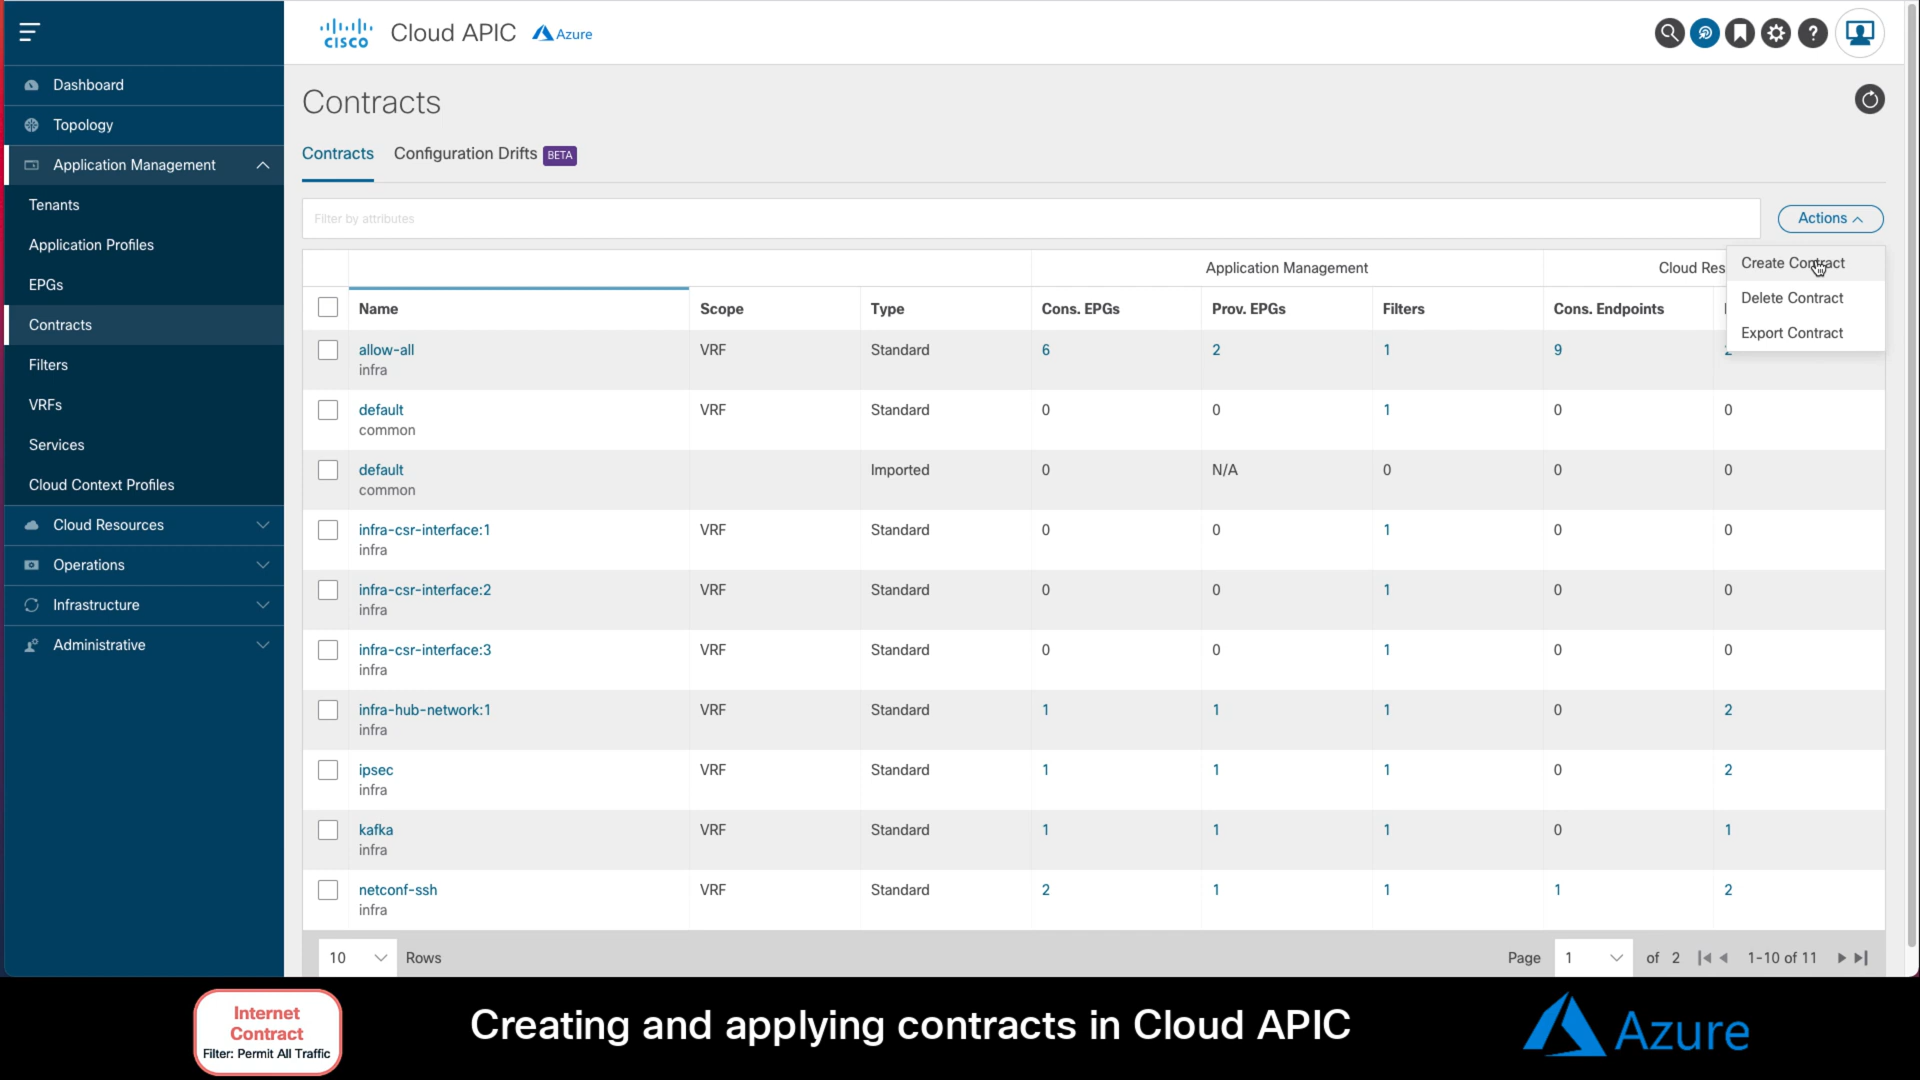 CISCO
Cloud APIC
Azure
Dashboard
Topology
Application Management
Tenants
Application Profiles
EPGs
Contracts
Filters
VRFs
Services
Cloud Context Profiles
Cloud Resources
Operations
Infrastructure
Administrative
Contracts
Contracts Configuration Drifts BETA
Filter by attributes
Actions
Create Contract
Delete Contract
Export Contract
Application Management Cloud Res
Name Scope Type Cons. EPGs Prov. EPGs Filters Cons. Endpoints
allow-all VRF Standard 6 2 1 9 2
infra
default VRF Standard 0 0 1 0 0
common
default Imported 0 N/A 0 0 0
common
infra-csr-interface:1 VRF Standard 0 0 1 0 0
infra
infra-csr-interface:2 VRF Standard 0 0 1 0 0
infra
infra-csr-interface:3 VRF Standard 0 0 1 0 0
infra
infra-hub-network:1 VRF Standard 1 1 1 0 2
infra
ipsec VRF Standard 1 1 1 0 2
infra
kafka VRF Standard 1 1 1 0 1
infra
netconf-ssh VRF Standard 2 1 1 1 2
infra
10 Rows Page 1 of 2 1-10 of 11
Internet
Contract
Filter: Permit All Traffic
Creating and applying contracts in Cloud APIC
Azure